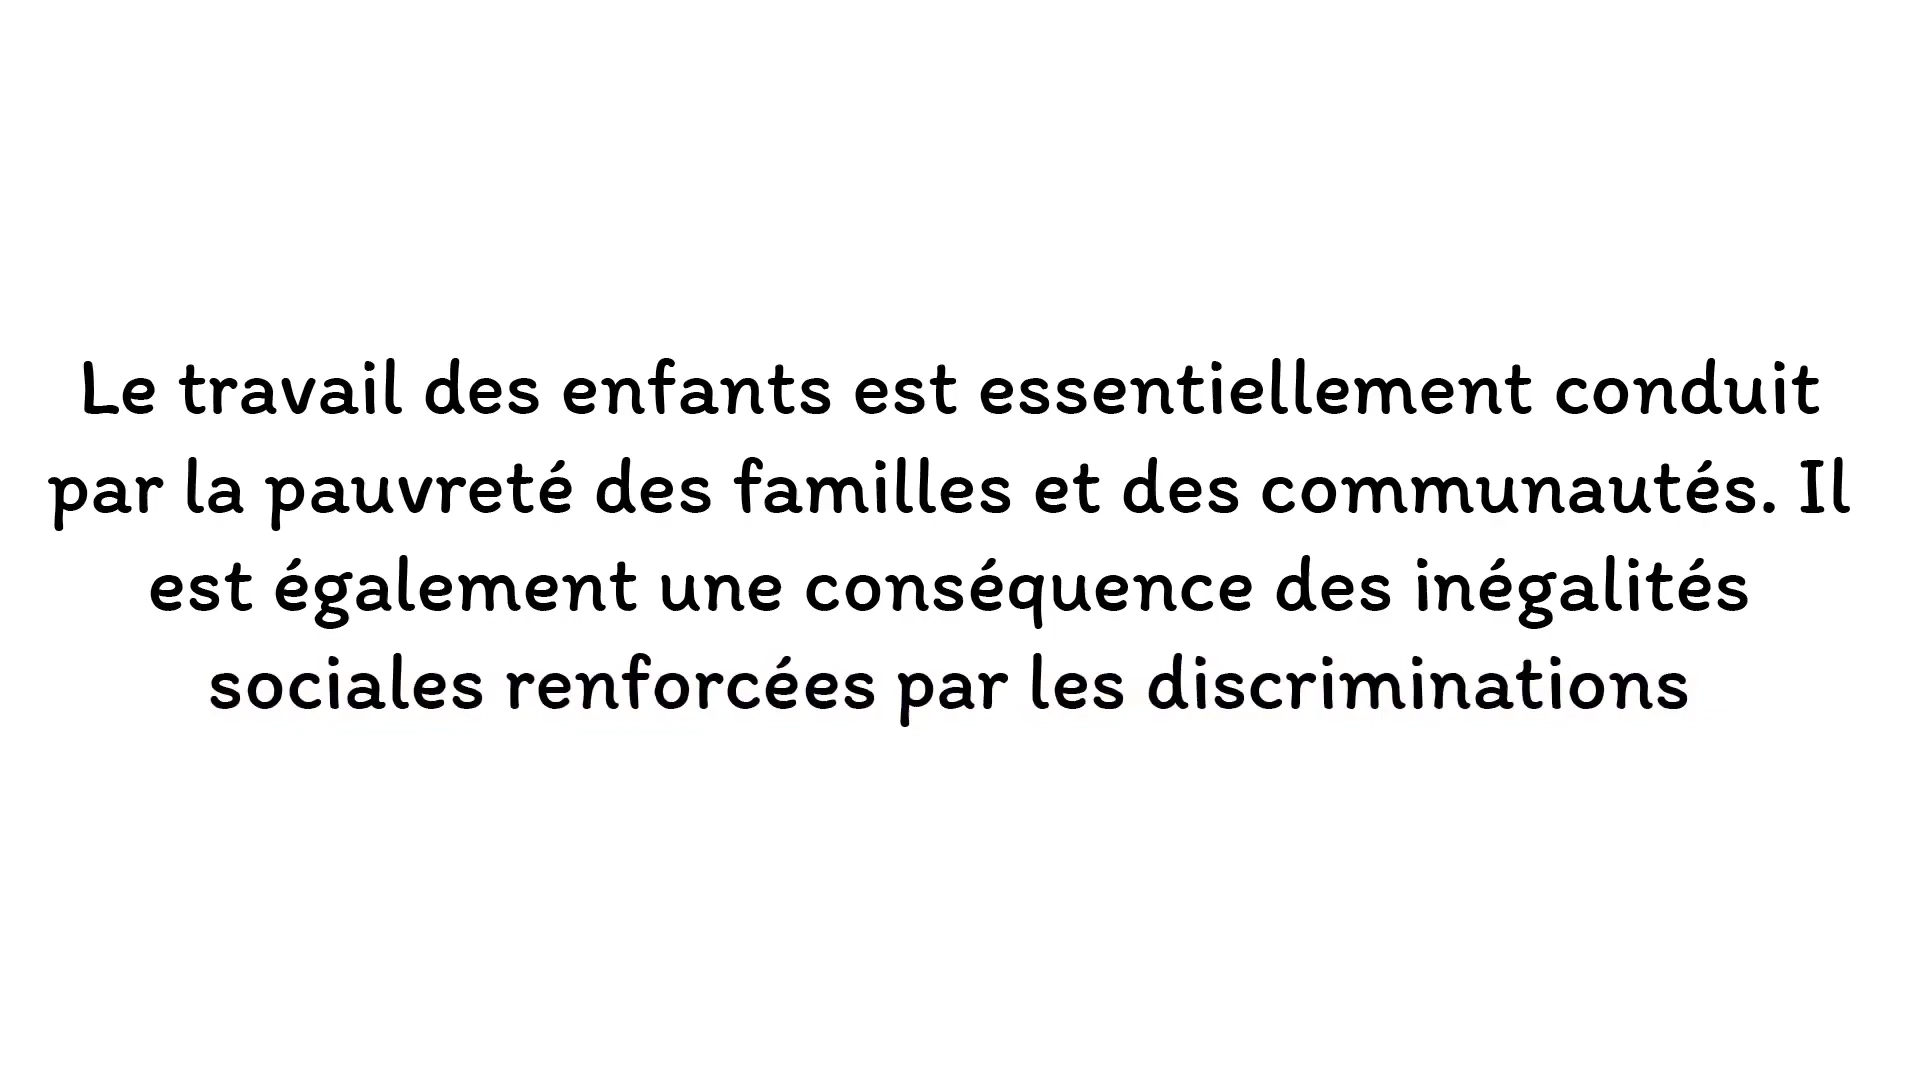 Le travail des enfants est essentiellement conduit
par la pauvreté des familles et des communautés. Il
est également une conséquence des inégalités
sociales renforcées par les discriminations